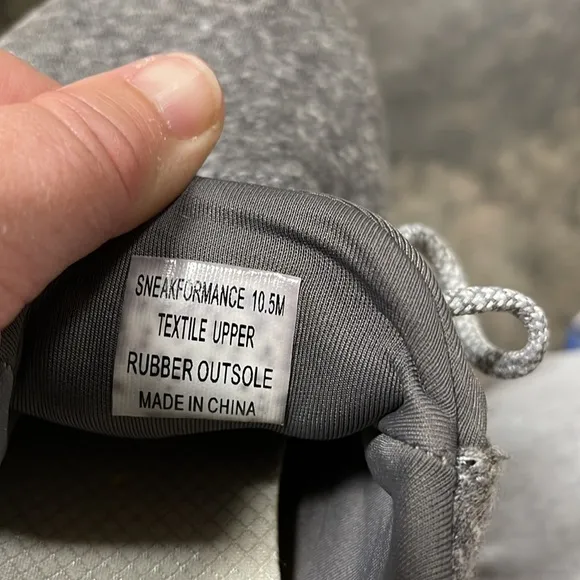 SNEAKFORMANCE 10.5M
TEXTILE UPPER
RUBBER OUTSOLE
MADE IN CHINA